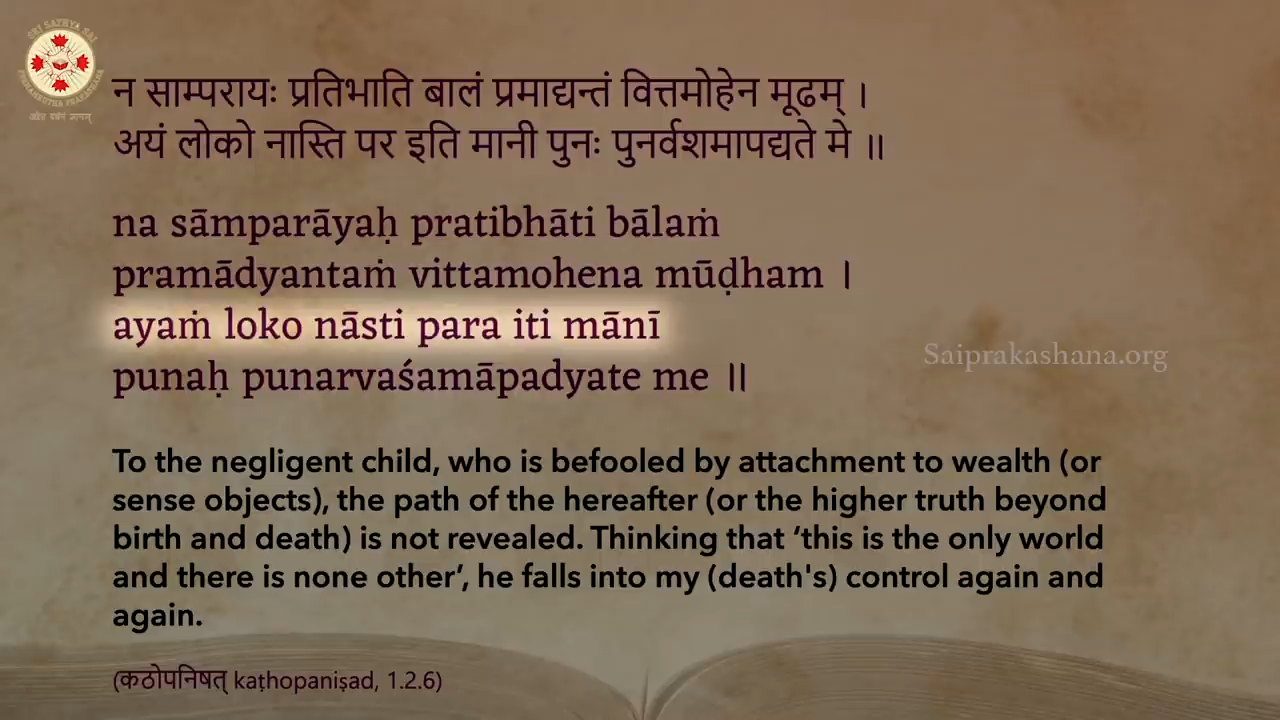 SRI SATHYA SAI
न साम्परायः प्रतिभाति बालं प्रमाद्यन्तं वित्तमोहेन मूढम् ।
अयं लोको नास्ति पर इति मानी पुनः पुनर्वशमापद्यते मे ॥
na sāmparāyaḥ pratibhāti bālaṁ
pramādyantaṁ vittamohena mūḍham ।
ayaṁ loko nāsti para iti mānī
punaḥ punarvaśamāpadyate me ॥
Saiprakashana.org
To the negligent child, who is befooled by attachment to wealth (or
sense objects), the path of the hereafter (or the higher truth beyond
birth and death) is not revealed. Thinking that ‘this is the only world
and there is none other’, he falls into my (death's) control again and
again.
(कठोपनिषत् kaṭhopaniṣad, 1.2.6)